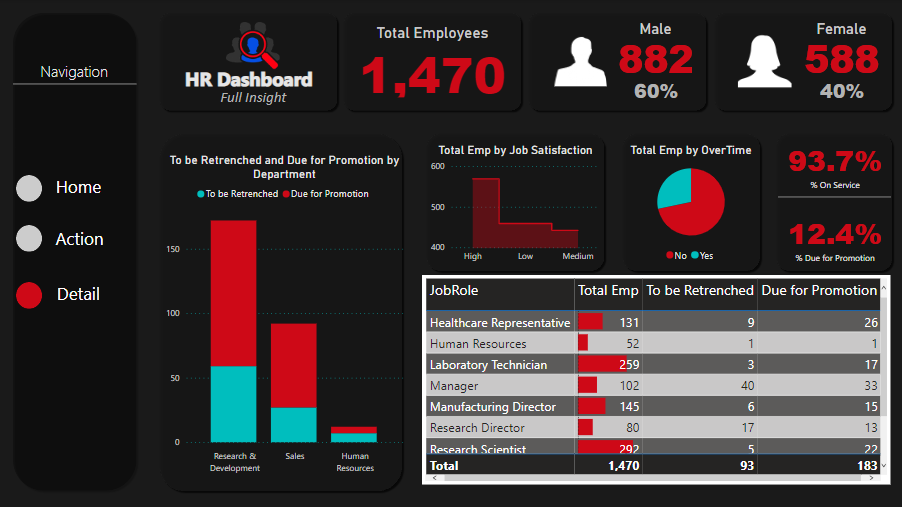 Navigation
Home
Action
Detail
HR Dashboard
Full Insight
Total Employees
1,470
Male
882
60%
Female
588
40%
To be Retrenched and Due for Promotion by
Department
To be Retrenched Due for Promotion
150
100
50
0
Research &
Development
Sales
Human
Resources
Total Emp by Job Satisfaction
600
500
400
High Low Medium
Total Emp by OverTime
No Yes
93.7%
% On Service
12.4%
% Due for Promotion
JobRole Total Emp To be Retrenched Due for Promotion
Healthcare Representative 131 9 26
Human Resources 52 1 1
Laboratory Technician 259 3 17
Manager 102 40 33
Manufacturing Director 145 6 15
Research Director 80 17 13
Research Scientist 292 5 22
Total 1,470 93 183